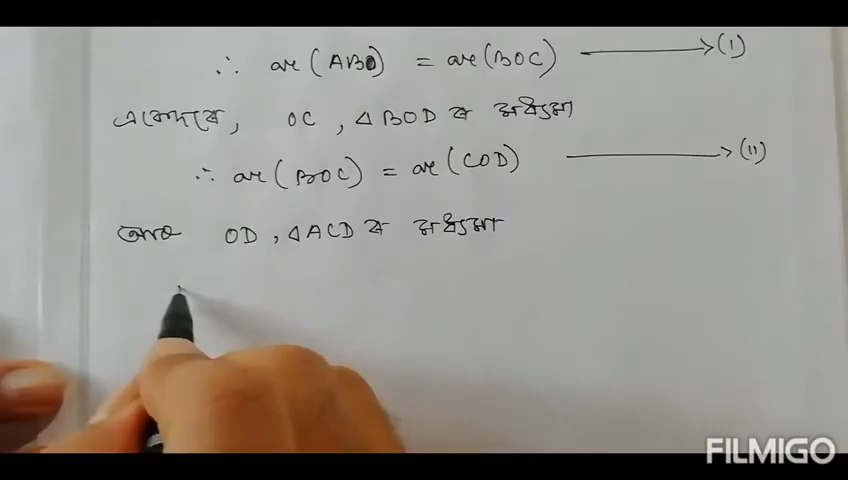 ∴ ar (ABO) = ar (BOC) ⟶ (I)
একেদৰে, OC, △BOD ৰ মধ্যমা
∴ ar (BOC) = ar (COD) ⟶ (II)
আৰু OD, △ACD ৰ মধ্যমা
FILMIGO